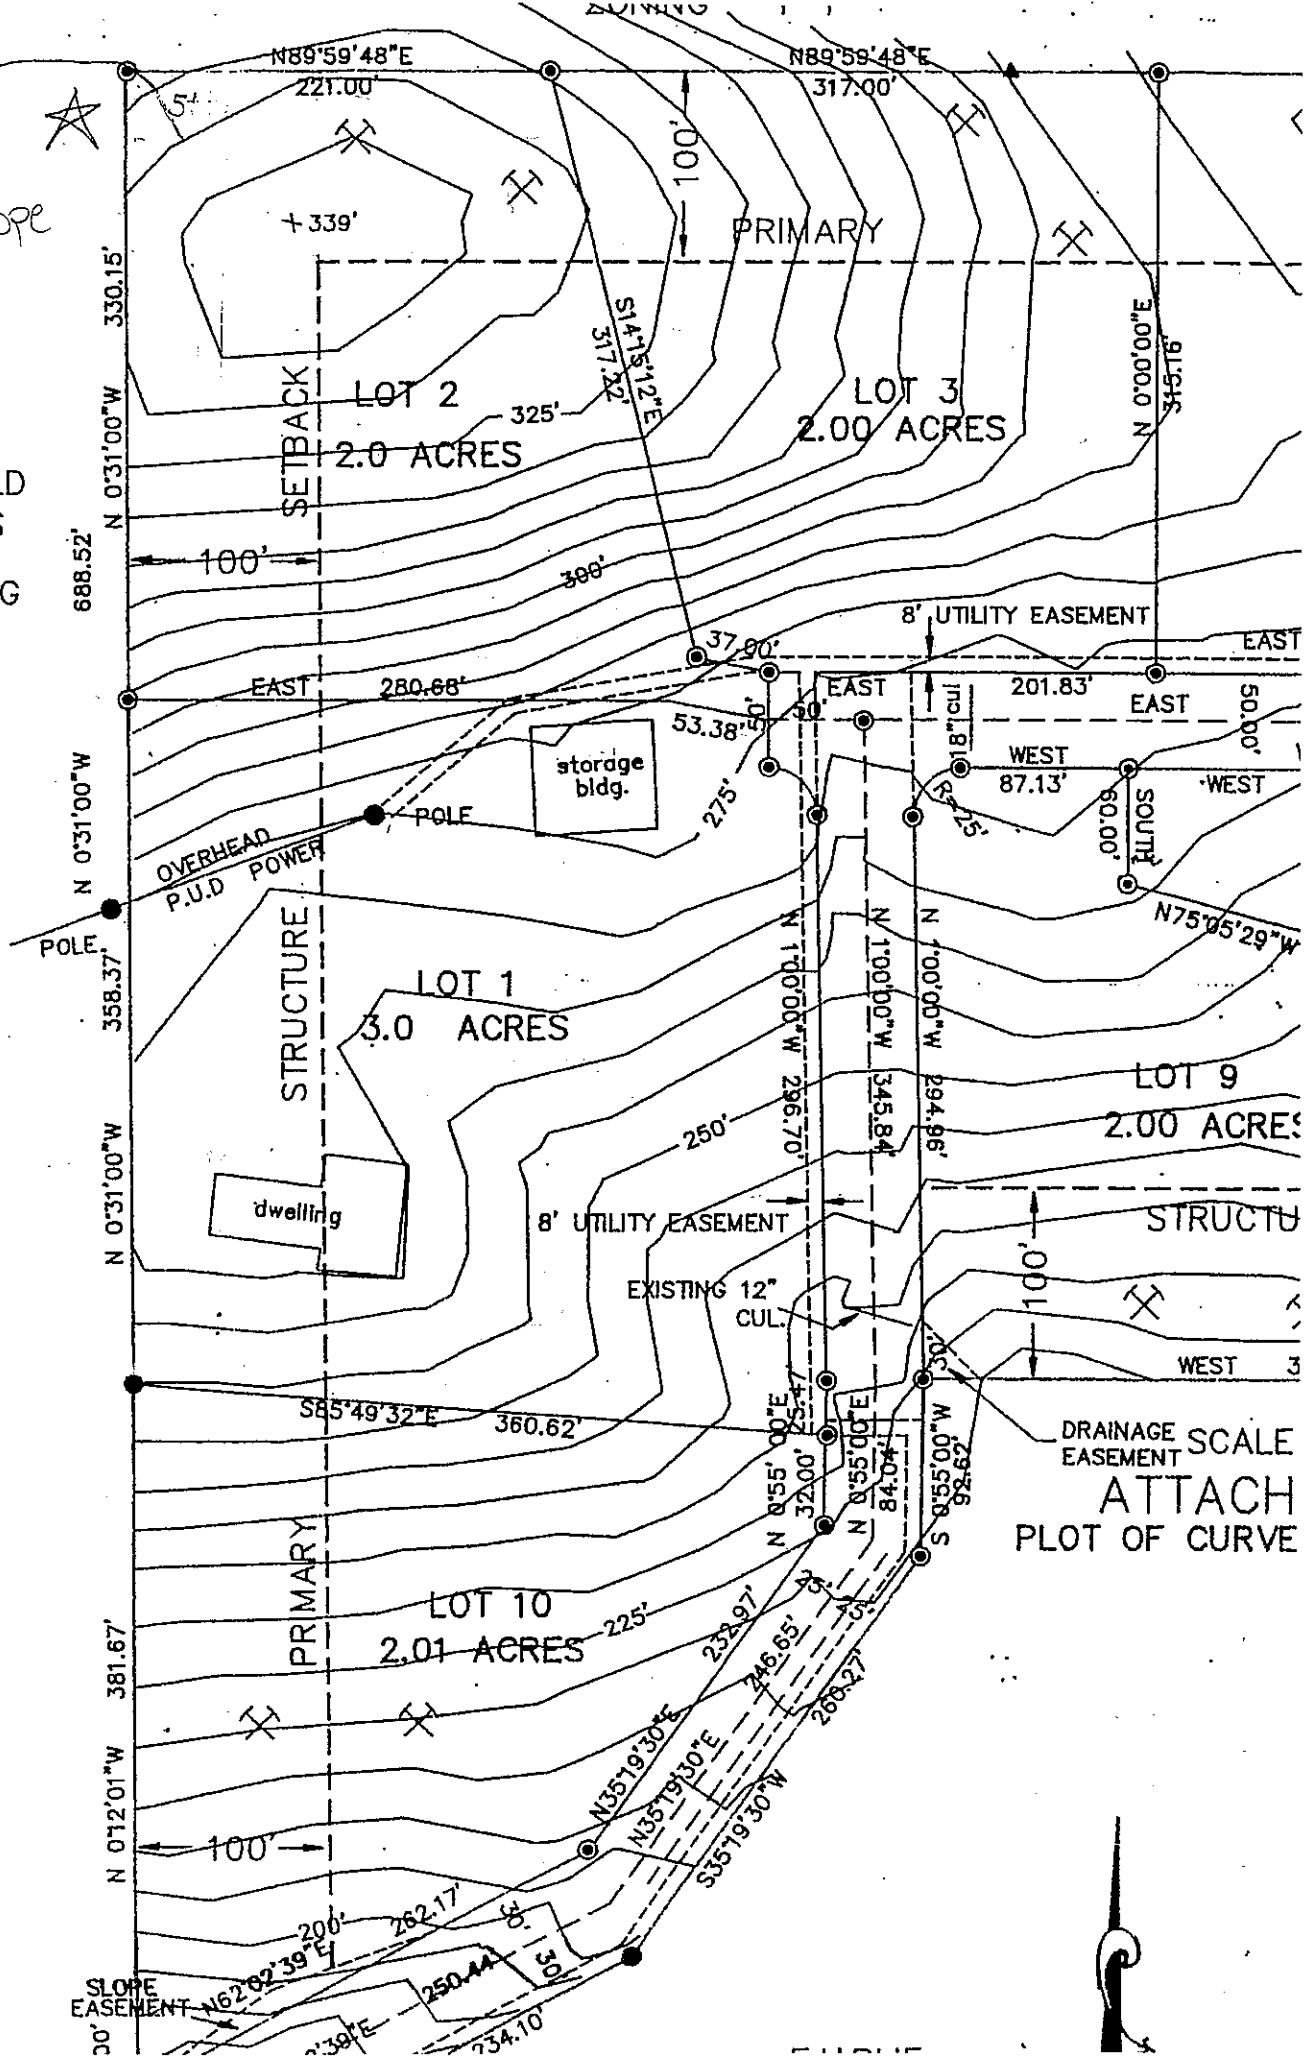 ZONING
N89°59'48"E
221.00'
N89°59'48"E
317.00'
5'
100'
+339'
PRIMARY
330.15'
N 0°31'00"W
S14°15'12"E
317.22'
N 0°0'00"E
315.16'
SETBACK
LOT 2
2.0 ACRES
325'
LOT 3
2.00 ACRES
688.52'
100'
300'
8' UTILITY EASEMENT
37.00'
EAST
EAST
280.68'
EAST
201.83'
EAST
53.38'
50'
50'
18" cul
50.00'
storage
bldg.
WEST
87.13'
WEST
275'
R=25'
SOUTH
60.00'
N 0°31'00"W
POLE
OVERHEAD
P.U.D POWER
POLE
N75°05'29"W
358.37'
STRUCTURE
LOT 1
3.0 ACRES
N 1°00'00"W 296.70'
N 1°00'00"W 345.84'
N 1°00'00"W 294.96'
LOT 9
2.00 ACRES
250'
N 0°31'00"W
dwelling
8' UTILITY EASEMENT
STRUCTU
100'
EXISTING 12"
CUL.
30'
WEST 3
S85°49'32"E
360.62'
N 0°55'00"E
25.47'
32.00'
N 0°55'00"E
84.04'
S 0°55'00"W
92.62'
DRAINAGE
EASEMENT
SCALE
ATTACH
PLOT OF CURVE
PRIMARY
LOT 10
2.01 ACRES
225'
25'
25'
232.97'
246.65'
260.27'
381.67'
N 0°12'01"W
N35°19'30"E
N35°19'30"E
S35°19'30"W
100'
200'
262.17'
30'
30'
N62°02'39"E
250.44'
SLOPE
EASEMENT
2'39"E
234.10'
00'